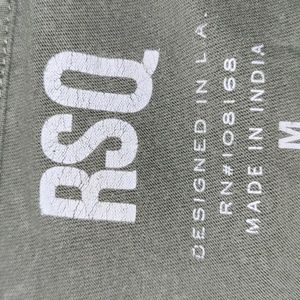 RSQ
DESIGNED IN L.A.
RN#108168
MADE IN INDIA
M